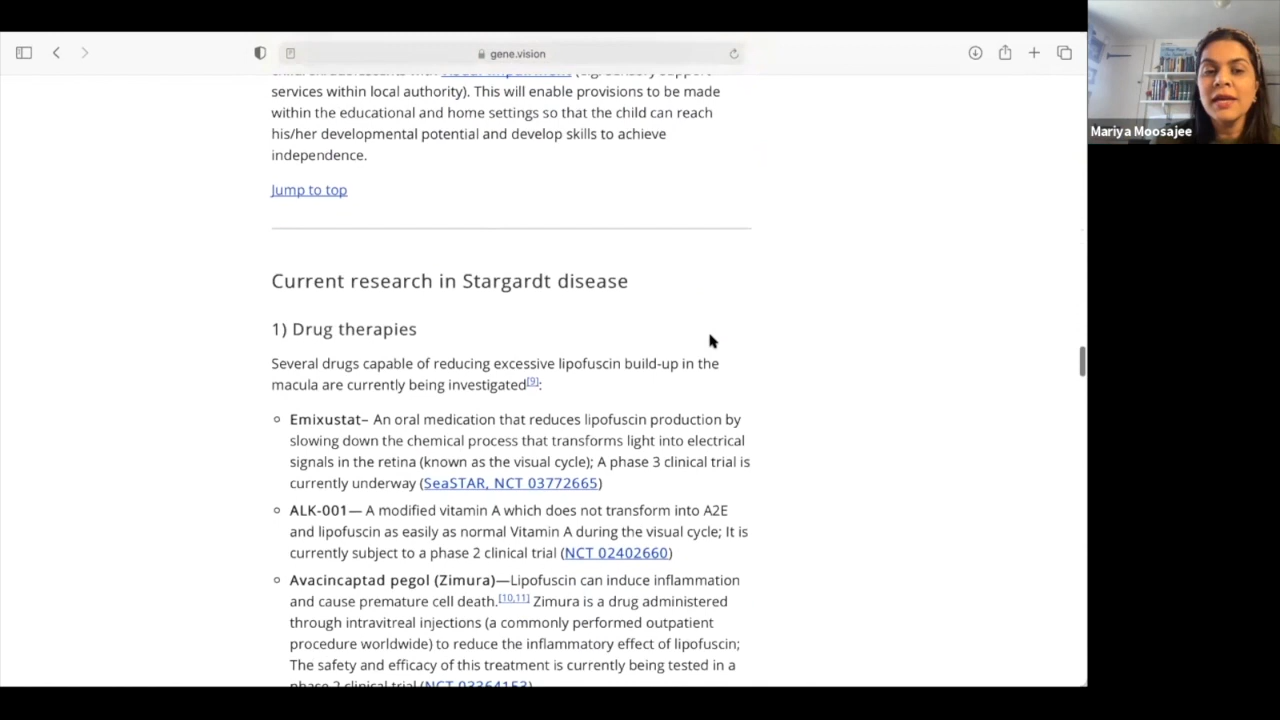 gene.vision
Mariya Moosajee
services within local authority). This will enable provisions to be made
within the educational and home settings so that the child can reach
his/her developmental potential and develop skills to achieve
independence.
Jump to top
Current research in Stargardt disease
1) Drug therapies
Several drugs capable of reducing excessive lipofuscin build-up in the
macula are currently being investigated[9]:
Emixustat– An oral medication that reduces lipofuscin production by
slowing down the chemical process that transforms light into electrical
signals in the retina (known as the visual cycle); A phase 3 clinical trial is
currently underway (SeaSTAR, NCT 03772665)
ALK-001— A modified vitamin A which does not transform into A2E
and lipofuscin as easily as normal Vitamin A during the visual cycle; It is
currently subject to a phase 2 clinical trial (NCT 02402660)
Avacincaptad pegol (Zimura)—Lipofuscin can induce inflammation
and cause premature cell death.[10,11] Zimura is a drug administered
through intravitreal injections (a commonly performed outpatient
procedure worldwide) to reduce the inflammatory effect of lipofuscin;
The safety and efficacy of this treatment is currently being tested in a
phase 2 clinical trial (NCT 03364153)